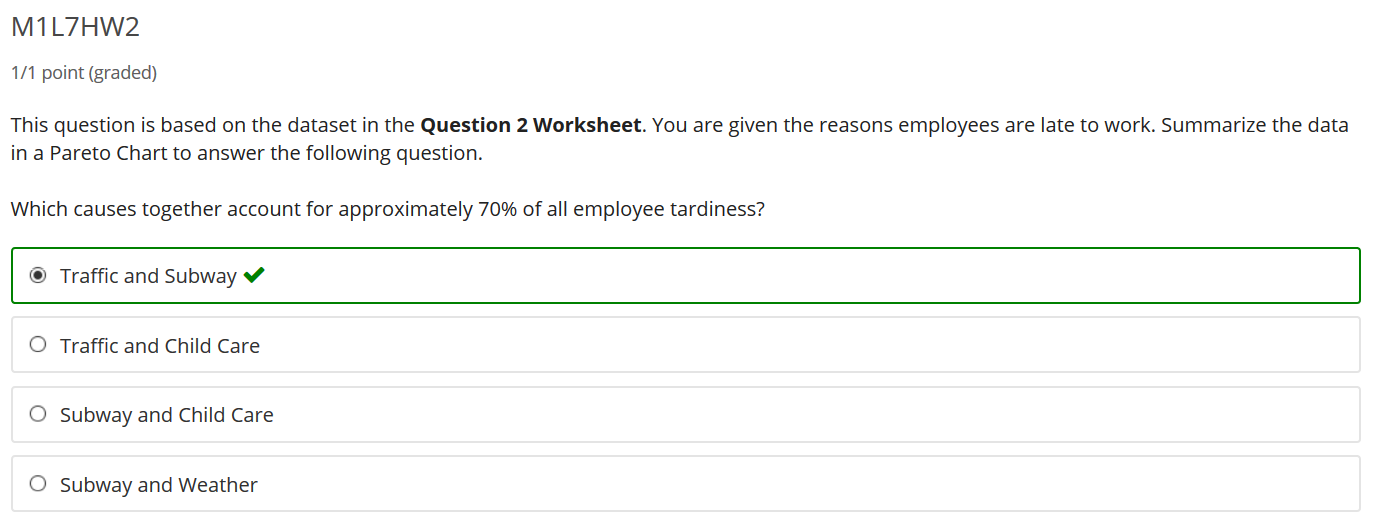 M1L7HW2
1/1 point (graded)
This question is based on the dataset in the Question 2 Worksheet. You are given the reasons employees are late to work. Summarize the data
in a Pareto Chart to answer the following question.
Which causes together account for approximately 70% of all employee tardiness?
Traffic and Subway
Traffic and Child Care
Subway and Child Care
Subway and Weather